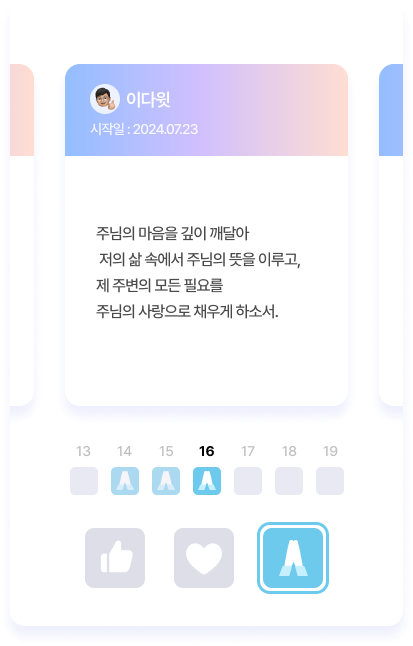 이다윗
시작일 : 2024.07.23
주님의 마음을 깊이 깨달아
저의 삶 속에서 주님의 뜻을 이루고,
제 주변의 모든 필요를
주님의 사랑으로 채우게 하소서.
13 14 15 16 17 18 19